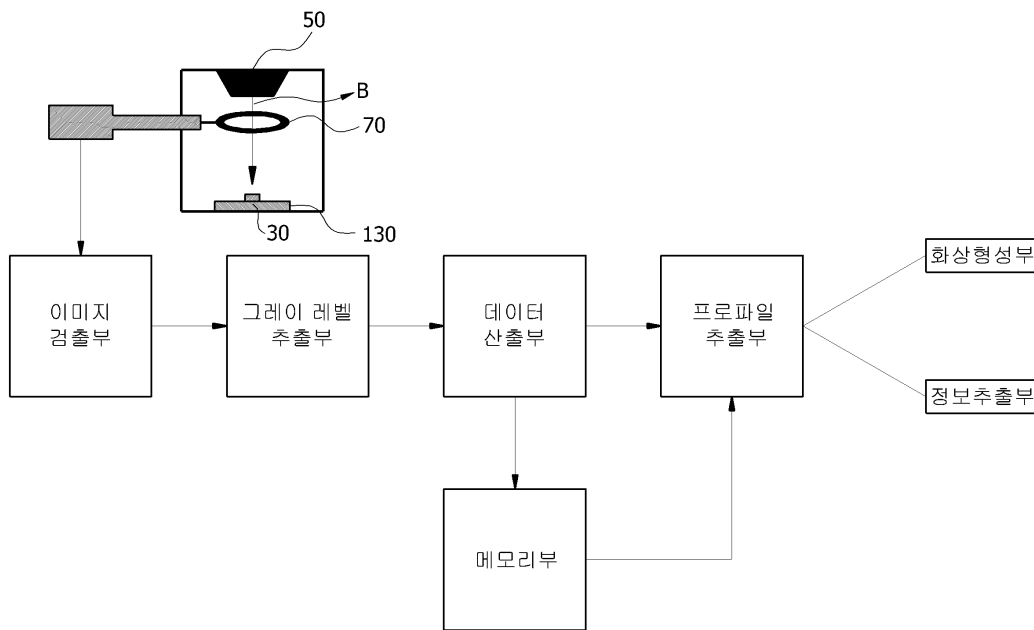 50
B
70
30
130
이미지
검출부
그레이 레벨
추출부
데이터
산출부
프로파일
추출부
화상형성부
정보추출부
메모리부